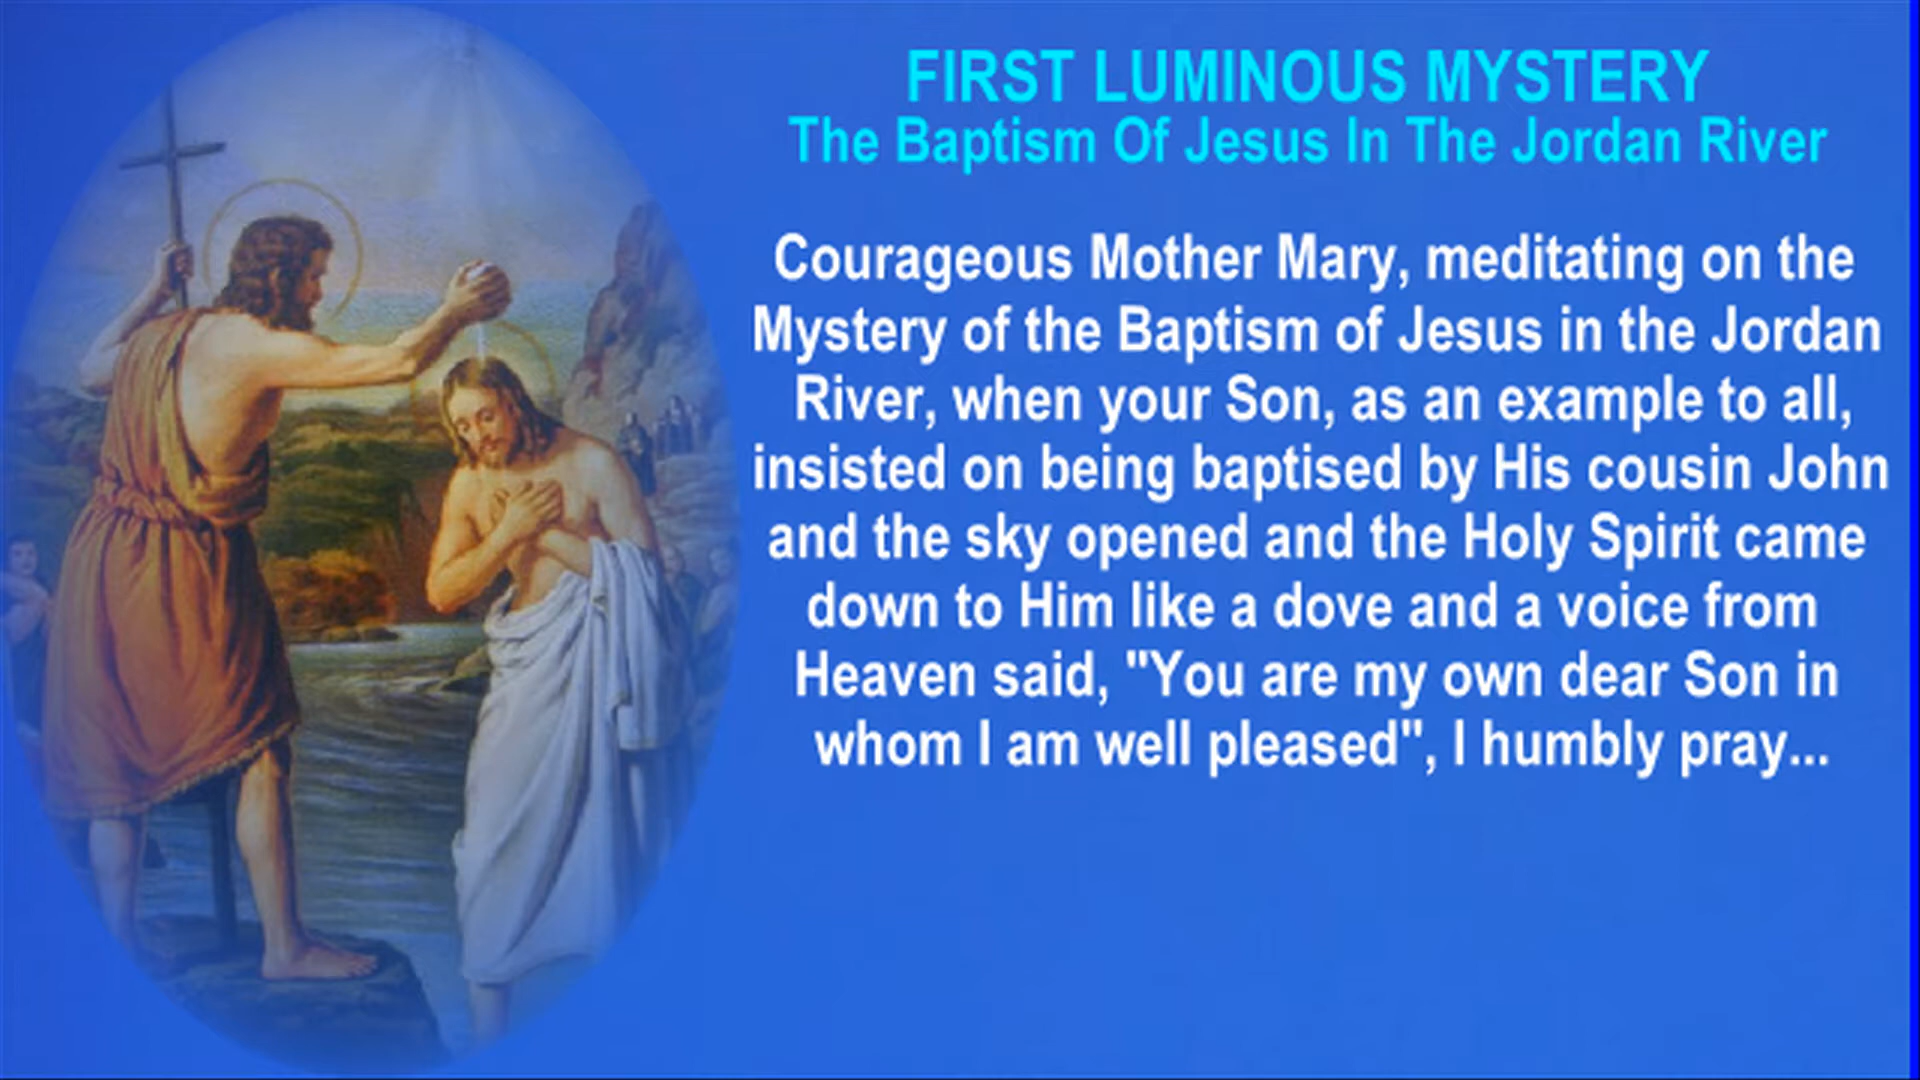 FIRST LUMINOUS MYSTERY
The Baptism Of Jesus In The Jordan River
Courageous Mother Mary, meditating on the
Mystery of the Baptism of Jesus in the Jordan
River, when your Son, as an example to all,
insisted on being baptised by His cousin John
and the sky opened and the Holy Spirit came
down to Him like a dove and a voice from
Heaven said, "You are my own dear Son in
whom I am well pleased", I humbly pray...